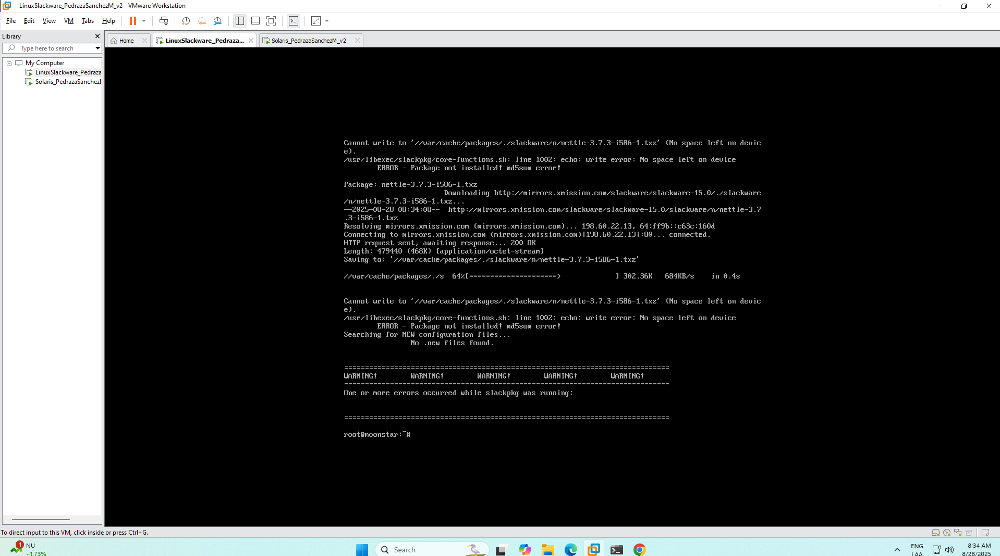 LinuxSlackware_PedrazaSanchezM_v2 - VMware Workstation
File Edit View VM Tabs Help
Library
Type here to search
My Computer
LinuxSlackware_Pedraza
Solaris_PedrazaSanchezM
Home
LinuxSlackware_Pedraza...
Solaris_PedrazaSanchezM_v2
Cannot write to '//var/cache/packages/./slackware/n/nettle-3.7.3-i586-1.txz' (No space left on devic
e).
/usr/libexec/slackpkg/core-functions.sh: line 1002: echo: write error: No space left on device
ERROR - Package not installed! md5sum error!
Package: nettle-3.7.3-i586-1.txz
Downloading http://mirrors.xmission.com/slackware/slackware-15.0/./slackware
/n/nettle-3.7.3-i586-1.txz...
--2025-08-28 08:34:08--  http://mirrors.xmission.com/slackware/slackware-15.0/slackware/n/nettle-3.7
.3-i586-1.txz
Resolving mirrors.xmission.com (mirrors.xmission.com)... 198.60.22.13, 64:ff9b::c63c:160d
Connecting to mirrors.xmission.com (mirrors.xmission.com)|198.60.22.13|:80... connected.
HTTP request sent, awaiting response... 200 OK
Length: 479440 (468K) [application/octet-stream]
Saving to: '//var/cache/packages/./slackware/n/nettle-3.7.3-i586-1.txz'
//var/cache/packages/./s  64%[=====================>             ] 302.36K   684KB/s    in 0.4s
Cannot write to '//var/cache/packages/./slackware/n/nettle-3.7.3-i586-1.txz' (No space left on devic
e).
/usr/libexec/slackpkg/core-functions.sh: line 1002: echo: write error: No space left on device
ERROR - Package not installed! md5sum error!
Searching for NEW configuration files...
No .new files found.
==============================================================================
WARNING!        WARNING!        WARNING!        WARNING!        WARNING!
==============================================================================
One or more errors occurred while slackpkg was running:
==============================================================================
root@moonstar:~#
To direct input to this VM, click inside or press Ctrl+G.
1
NU
+1.73%
Search
ENG
LAA
8:34 AM
8/28/2025